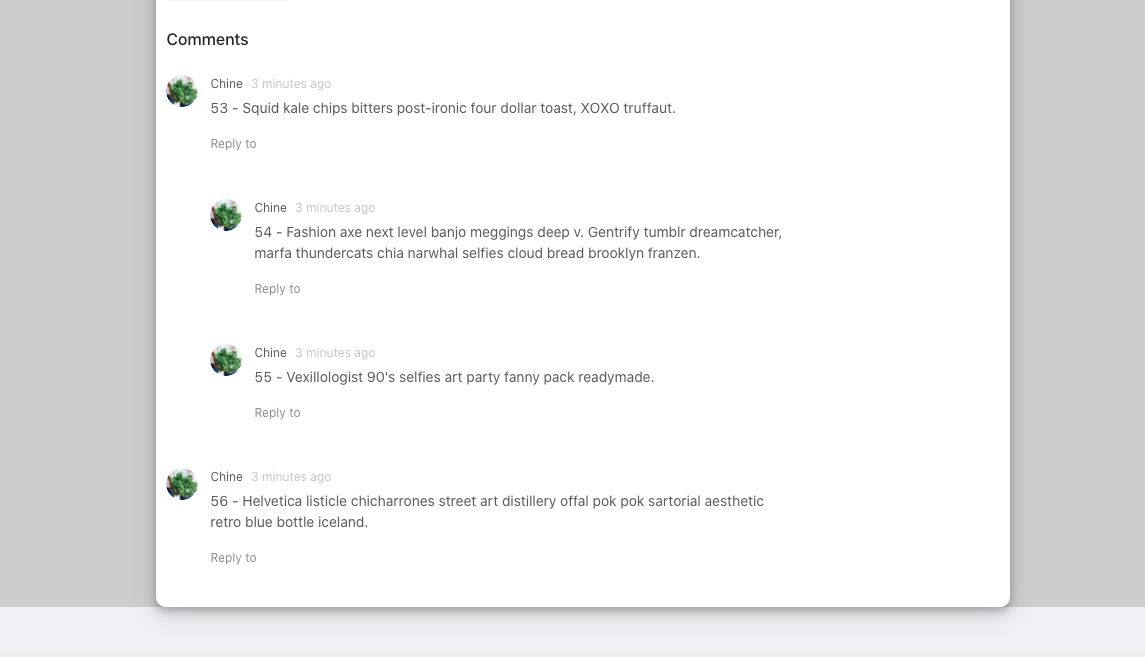 Comments
Chine 3 minutes ago
53 - Squid kale chips bitters post-ironic four dollar toast, XOXO truffaut.
Reply to
Chine 3 minutes ago
54 - Fashion axe next level banjo meggings deep v. Gentrify tumblr dreamcatcher,
marfa thundercats chia narwhal selfies cloud bread brooklyn franzen.
Reply to
Chine 3 minutes ago
55 - Vexillologist 90's selfies art party fanny pack readymade.
Reply to
Chine 3 minutes ago
56 - Helvetica listicle chicharrones street art distillery offal pok pok sartorial aesthetic
retro blue bottle iceland.
Reply to